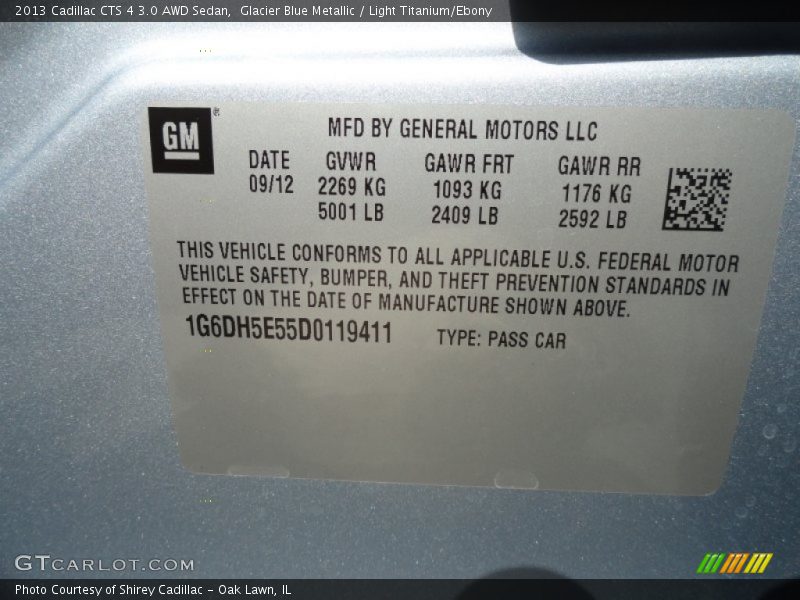 2013 Cadillac CTS 4 3.0 AWD Sedan,  Glacier Blue Metallic / Light Titanium/Ebony
GM®
MFD BY GENERAL MOTORS LLC
DATE GVWR GAWR FRT GAWR RR
09/12 2269 KG 1093 KG 1176 KG
5001 LB 2409 LB 2592 LB
THIS VEHICLE CONFORMS TO ALL APPLICABLE U.S. FEDERAL MOTOR
VEHICLE SAFETY, BUMPER, AND THEFT PREVENTION STANDARDS IN
EFFECT ON THE DATE OF MANUFACTURE SHOWN ABOVE.
1G6DH5E55D0119411 TYPE: PASS CAR
GTCARLOT.COM
Photo Courtesy of Shirey Cadillac - Oak Lawn, IL